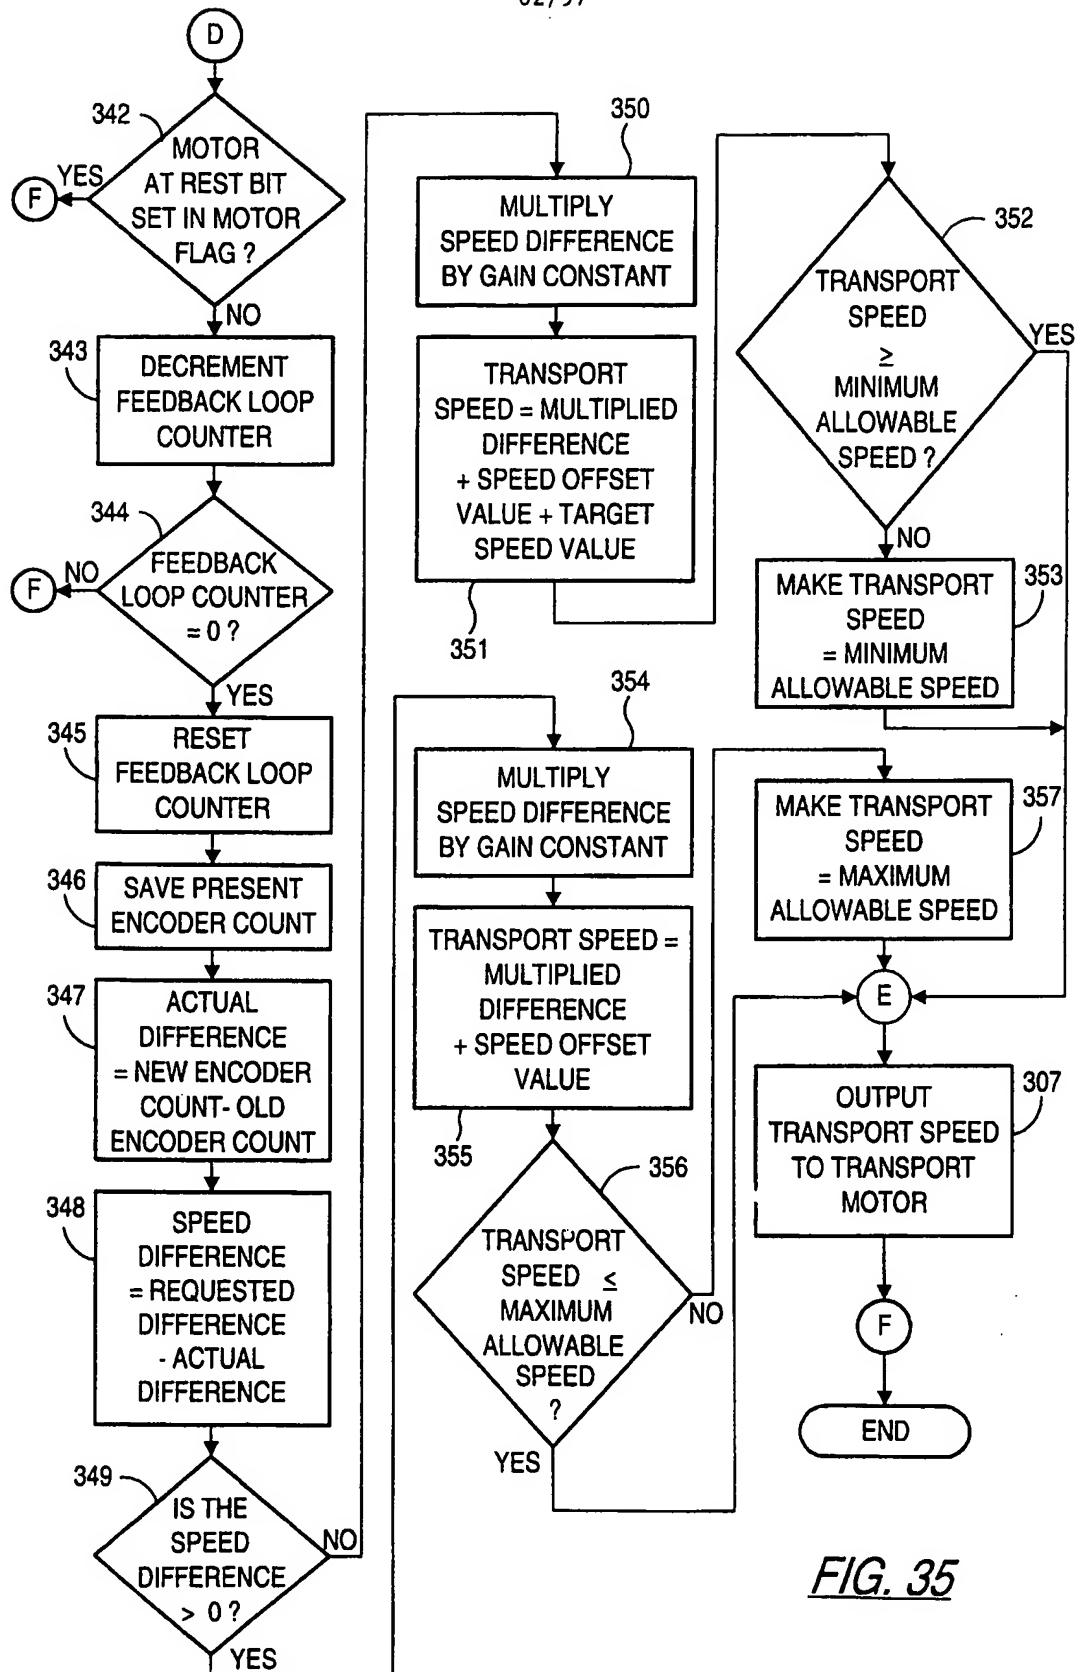 D
342
MOTOR
AT REST BIT
SET IN MOTOR
FLAG ?
YES
F
NO
343
DECREMENT
FEEDBACK LOOP
COUNTER
344
FEEDBACK
LOOP COUNTER
= 0 ?
NO
F
YES
345
RESET
FEEDBACK LOOP
COUNTER
346
SAVE PRESENT
ENCODER COUNT
347
ACTUAL
DIFFERENCE
= NEW ENCODER
COUNT- OLD
ENCODER COUNT
348
SPEED
DIFFERENCE
= REQUESTED
DIFFERENCE
- ACTUAL
DIFFERENCE
349
IS THE
SPEED
DIFFERENCE
> 0 ?
NO
YES
350
MULTIPLY
SPEED DIFFERENCE
BY GAIN CONSTANT
TRANSPORT
SPEED = MULTIPLIED
DIFFERENCE
+ SPEED OFFSET
VALUE + TARGET
SPEED VALUE
351
352
TRANSPORT
SPEED
≥
MINIMUM
ALLOWABLE
SPEED ?
YES
NO
353
MAKE TRANSPORT
SPEED
= MINIMUM
ALLOWABLE SPEED
354
MULTIPLY
SPEED DIFFERENCE
BY GAIN CONSTANT
TRANSPORT SPEED =
MULTIPLIED
DIFFERENCE
+ SPEED OFFSET
VALUE
355
356
TRANSPORT
SPEED ≤
MAXIMUM
ALLOWABLE
SPEED
?
NO
YES
357
MAKE TRANSPORT
SPEED
= MAXIMUM
ALLOWABLE SPEED
E
307
OUTPUT
TRANSPORT SPEED
TO TRANSPORT
MOTOR
F
END
FIG. 35